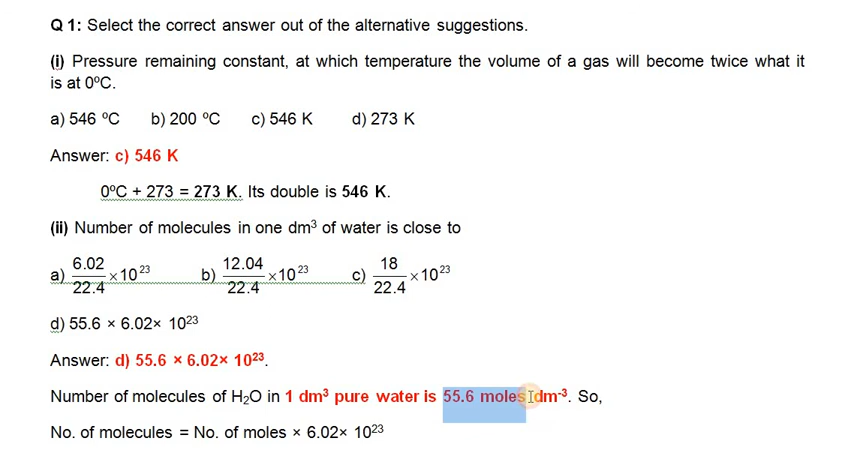 Q 1: Select the correct answer out of the alternative suggestions.
(i) Pressure remaining constant, at which temperature the volume of a gas will become twice what it
is at 0ºC.
a) 546 ºC b) 200 ºC c) 546 K d) 273 K
Answer: c) 546 K
0ºC + 273 = 273 K. Its double is 546 K.
(ii) Number of molecules in one dm³ of water is close to
a) 6.02/22.4 ×10²³ b) 12.04/22.4 ×10²³ c) 18/22.4 ×10²³
d) 55.6 × 6.02× 10²³
Answer: d) 55.6 × 6.02× 10²³.
Number of molecules of H₂O in 1 dm³ pure water is 55.6 moles dm⁻³. So,
No. of molecules = No. of moles × 6.02× 10²³